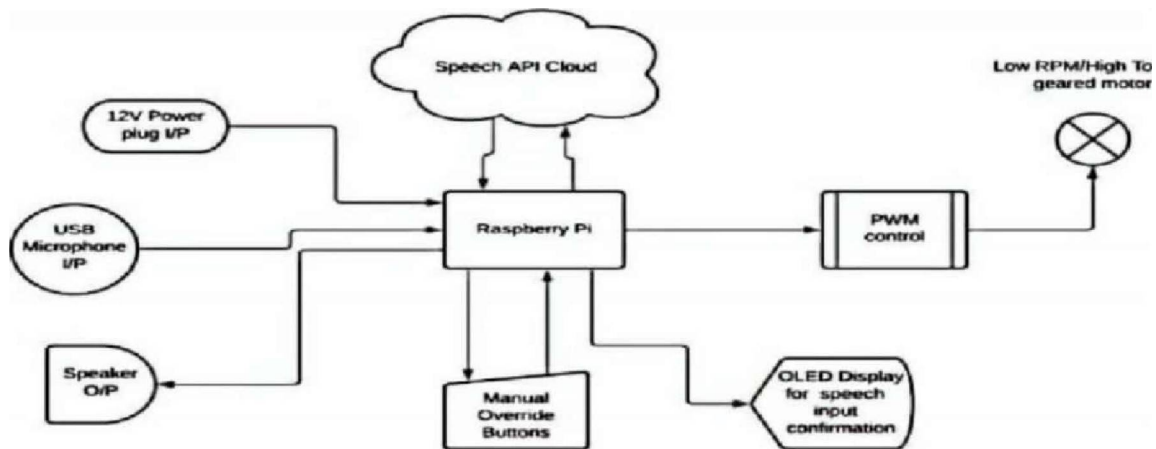 Speech API Cloud
Low RPM/High To
geared motor
12V Power
plug I/P
USB
Microphone
I/P
Raspberry Pi
PWM
control
Speaker
O/P
Manual
Override
Buttons
OLED Display
for speech
input
confirmation